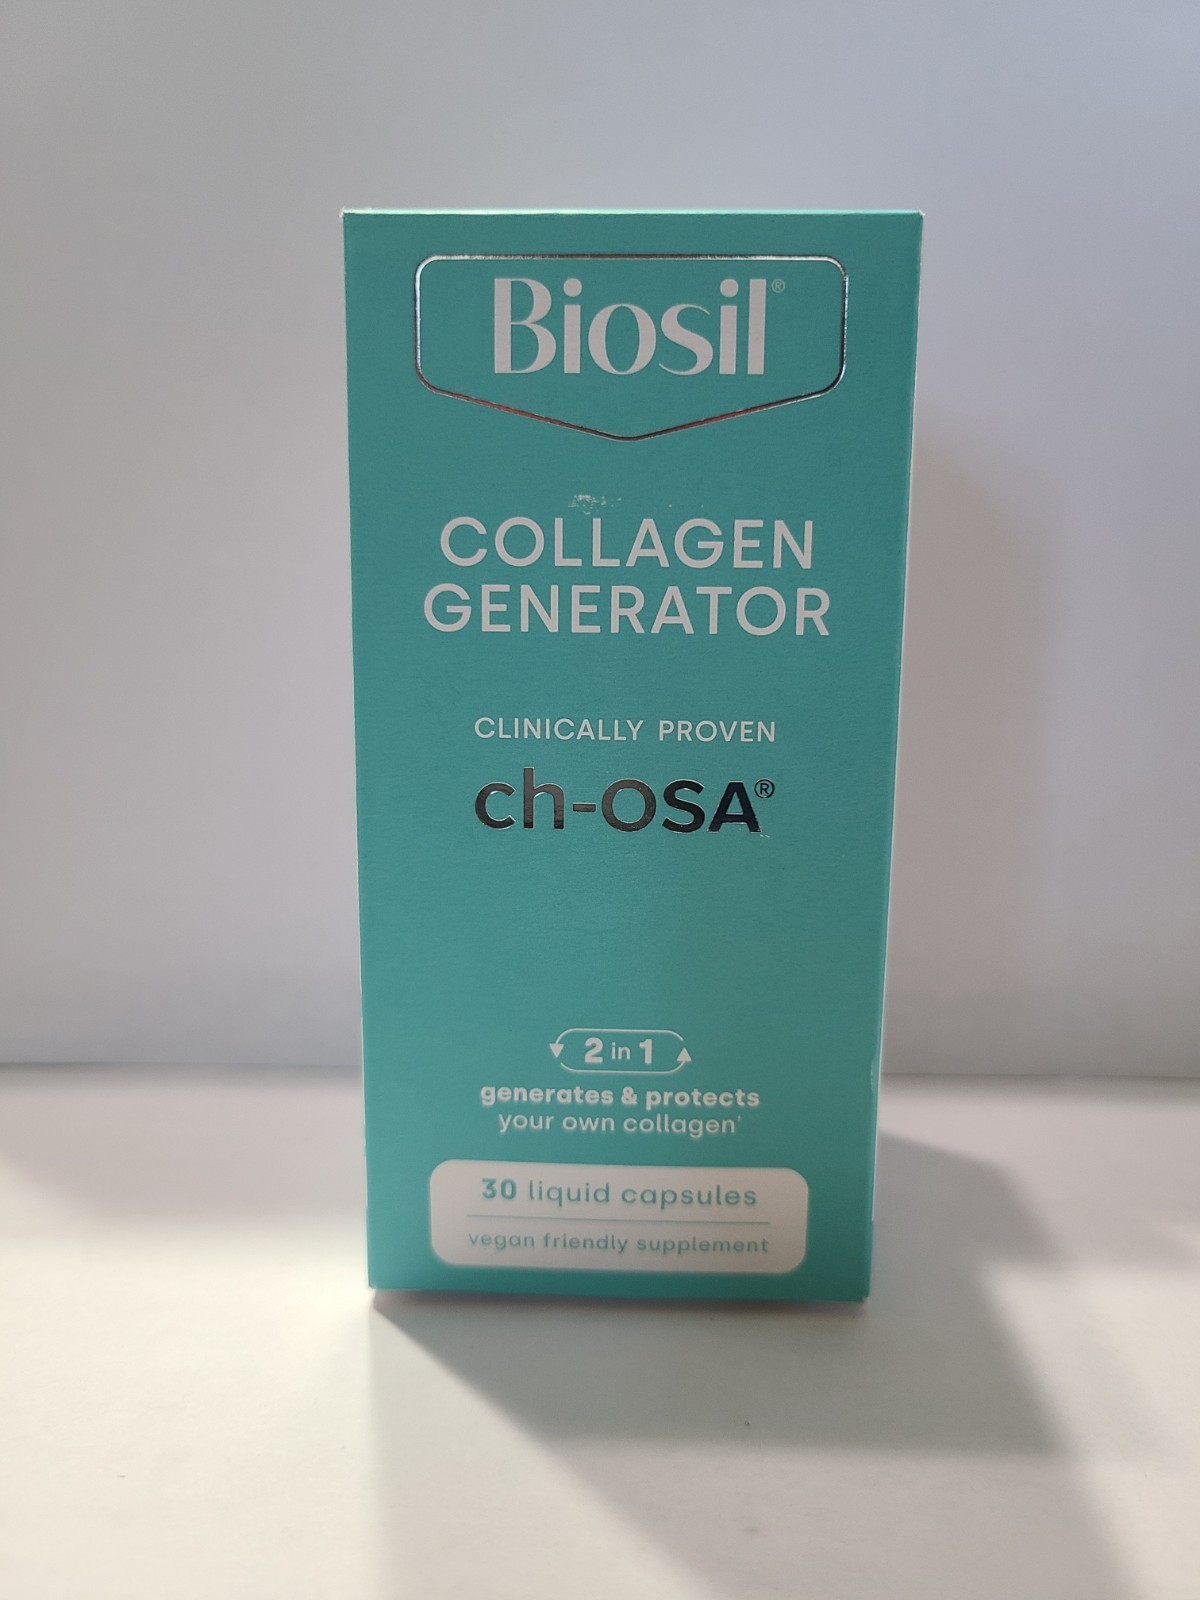 Biosil®
COLLAGEN
GENERATOR
CLINICALLY PROVEN
ch-OSA®
2 in 1
generates & protects
your own collagen¹
30 liquid capsules
vegan friendly supplement